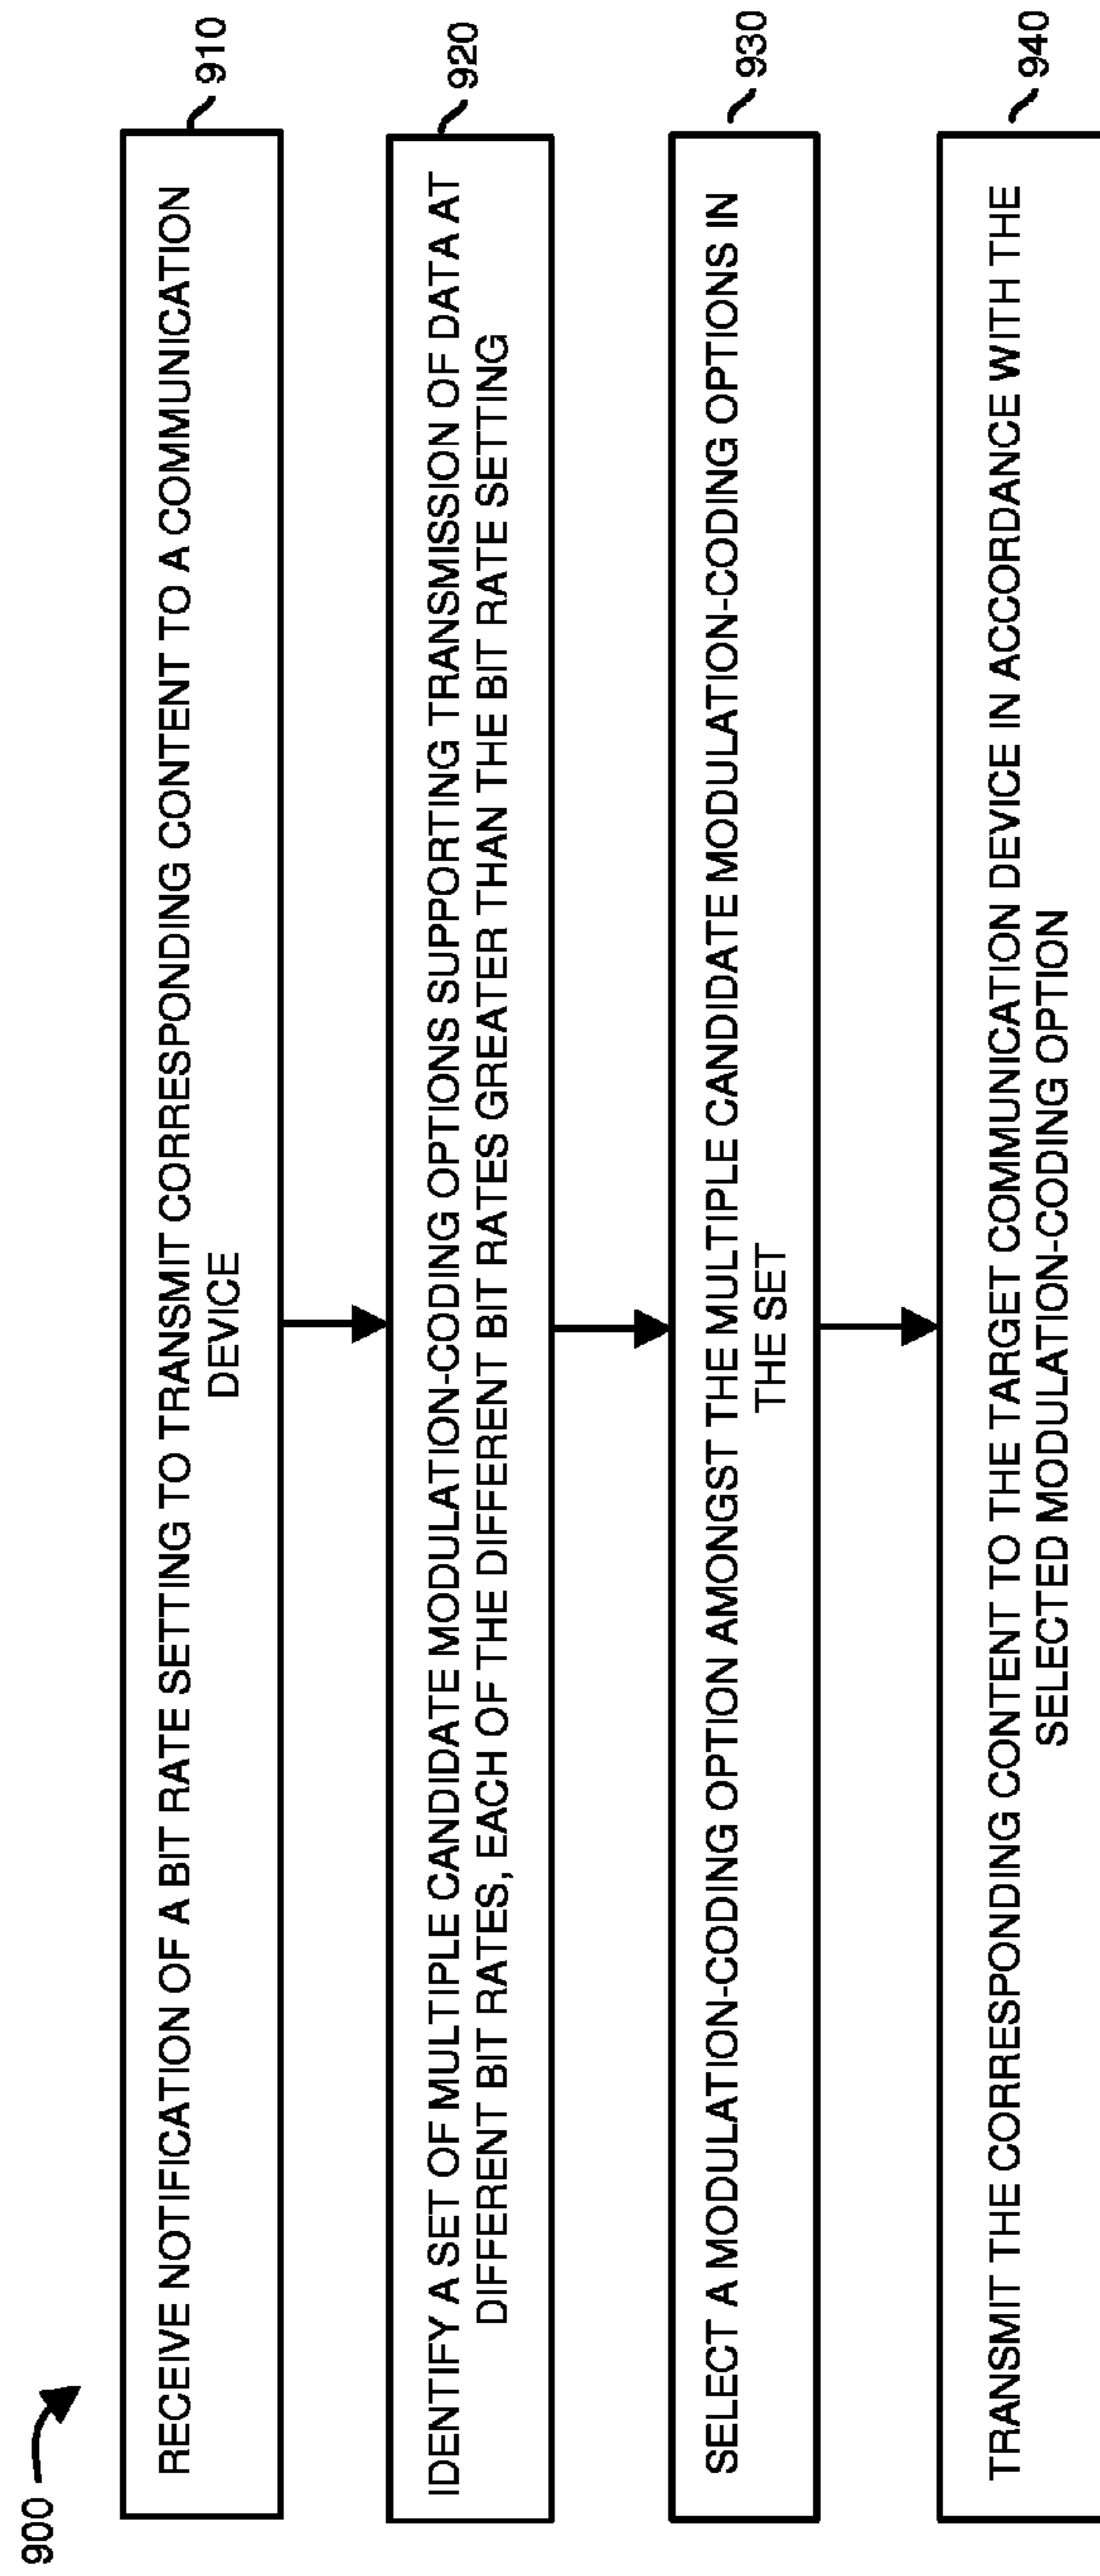 900
RECEIVE NOTIFICATION OF A BIT RATE SETTING TO TRANSMIT CORRESPONDING CONTENT TO A COMMUNICATION
DEVICE
910
IDENTIFY A SET OF MULTIPLE CANDIDATE MODULATION-CODING OPTIONS SUPPORTING TRANSMISSION OF DATA AT
DIFFERENT BIT RATES, EACH OF THE DIFFERENT BIT RATES GREATER THAN THE BIT RATE SETTING
920
SELECT A MODULATION-CODING OPTION AMONGST THE MULTIPLE CANDIDATE MODULATION-CODING OPTIONS IN
THE SET
930
TRANSMIT THE CORRESPONDING CONTENT TO THE TARGET COMMUNICATION DEVICE IN ACCORDANCE WITH THE
SELECTED MODULATION-CODING OPTION
940